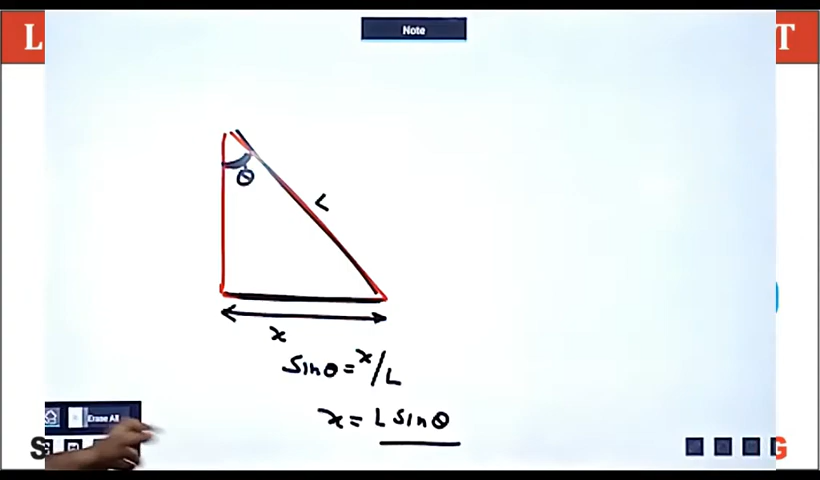 L T
Note
θ
L
x
sinθ = x/L
x = L sinθ
Erase All
S G